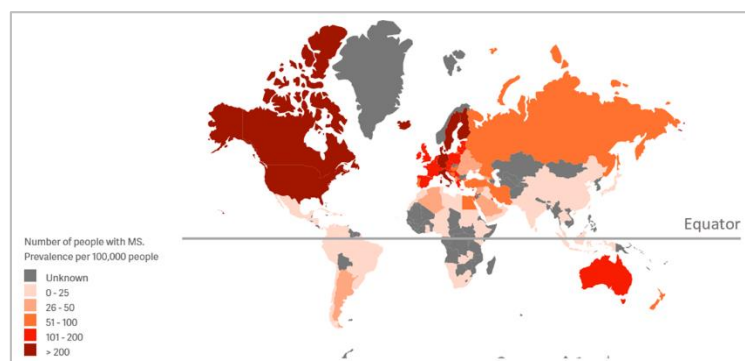 Equator
Number of people with MS.
Prevalence per 100,000 people
Unknown
0 - 25
26 - 50
51 - 100
101 - 200
> 200